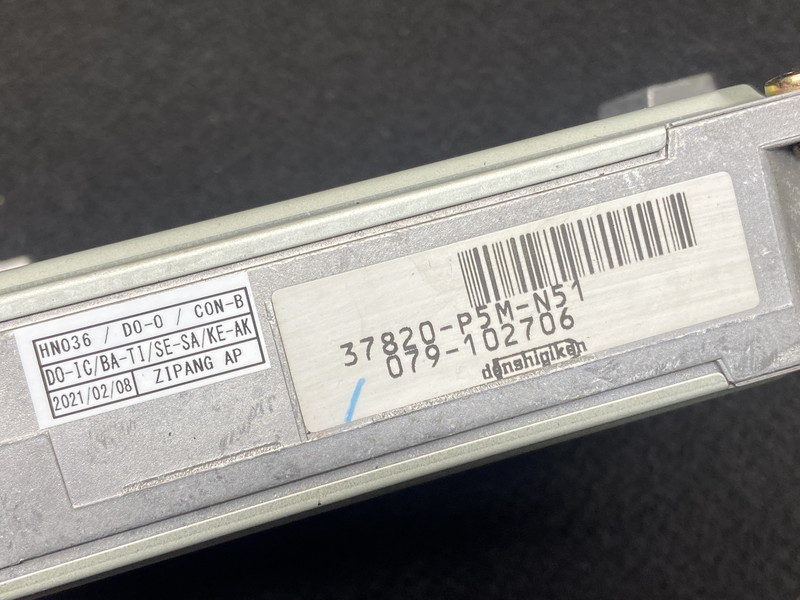 HN036 / DO-O / CON-B
DO-IC/BA-TI/SE-SA/KE-AK
2021/02/08 ZIPANG AP
37820-P5M-N51
079-102706
denshigiken